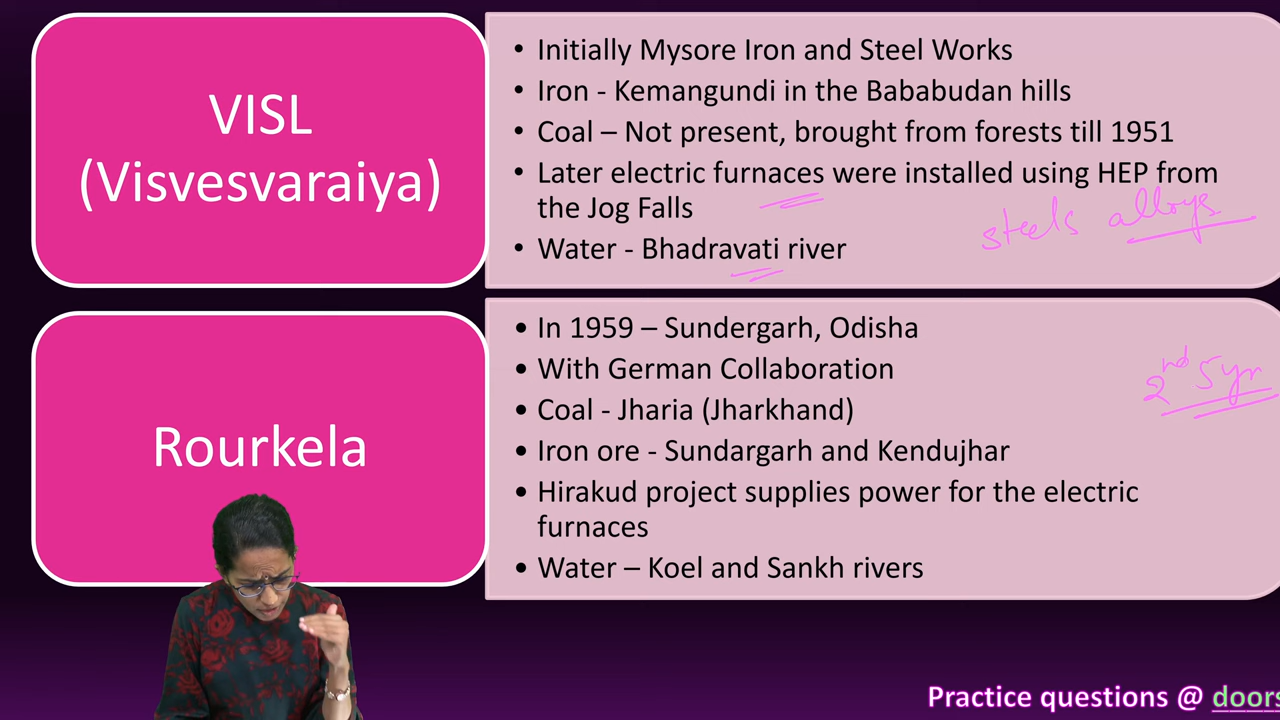 VISL
(Visvesvaraiya)
• Initially Mysore Iron and Steel Works
• Iron - Kemangundi in the Bababudan hills
• Coal – Not present, brought from forests till 1951
• Later electric furnaces were installed using HEP from
the Jog Falls
• Water - Bhadravati river
steels alloys
Rourkela
• In 1959 – Sundergarh, Odisha
• With German Collaboration
• Coal - Jharia (Jharkhand)
• Iron ore - Sundargarh and Kendujhar
• Hirakud project supplies power for the electric
furnaces
• Water – Koel and Sankh rivers
2nd 5 yr
Practice questions @ doors